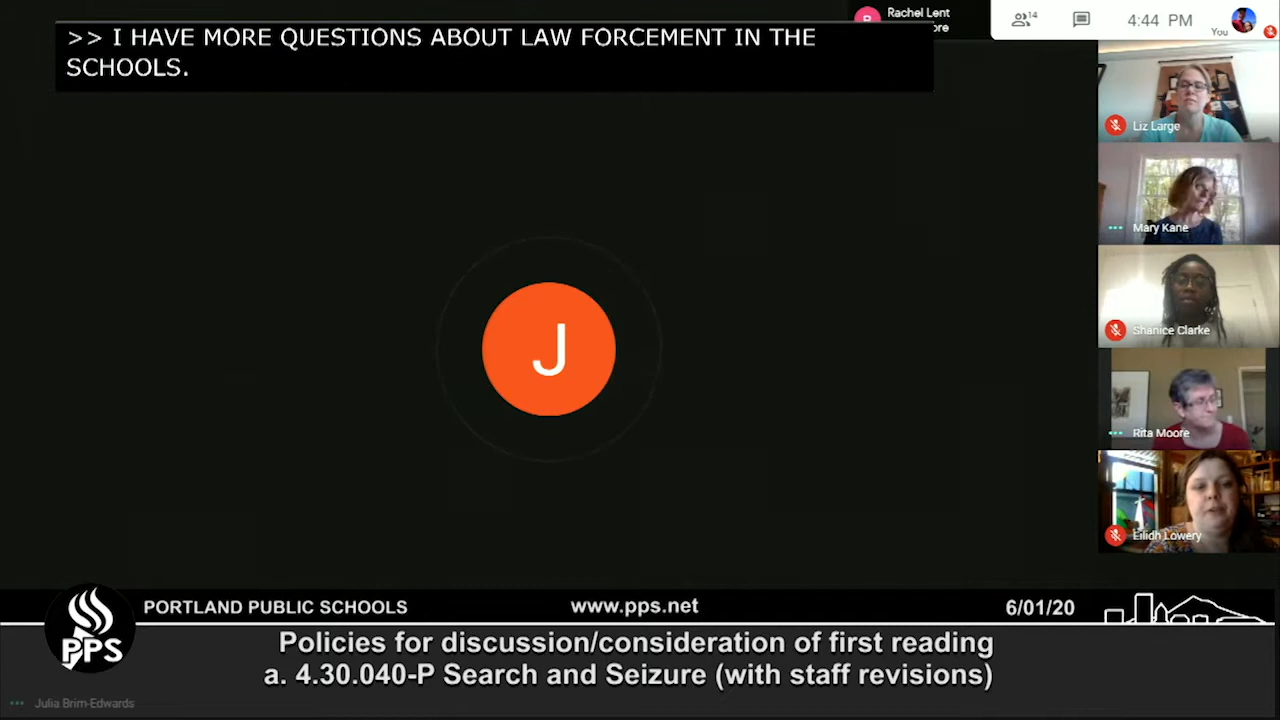 >> I HAVE MORE QUESTIONS ABOUT LAW FORCEMENT IN THE
SCHOOLS.
Rachel Lent
ore
14
4:44 PM
You
Liz Large
Mary Kane
Shanice Clarke
Rita Moore
Eilidh Lowery
J
PPS
PORTLAND PUBLIC SCHOOLS
www.pps.net
6/01/20
Policies for discussion/consideration of first reading
a. 4.30.040-P Search and Seizure (with staff revisions)
Julia Brim-Edwards